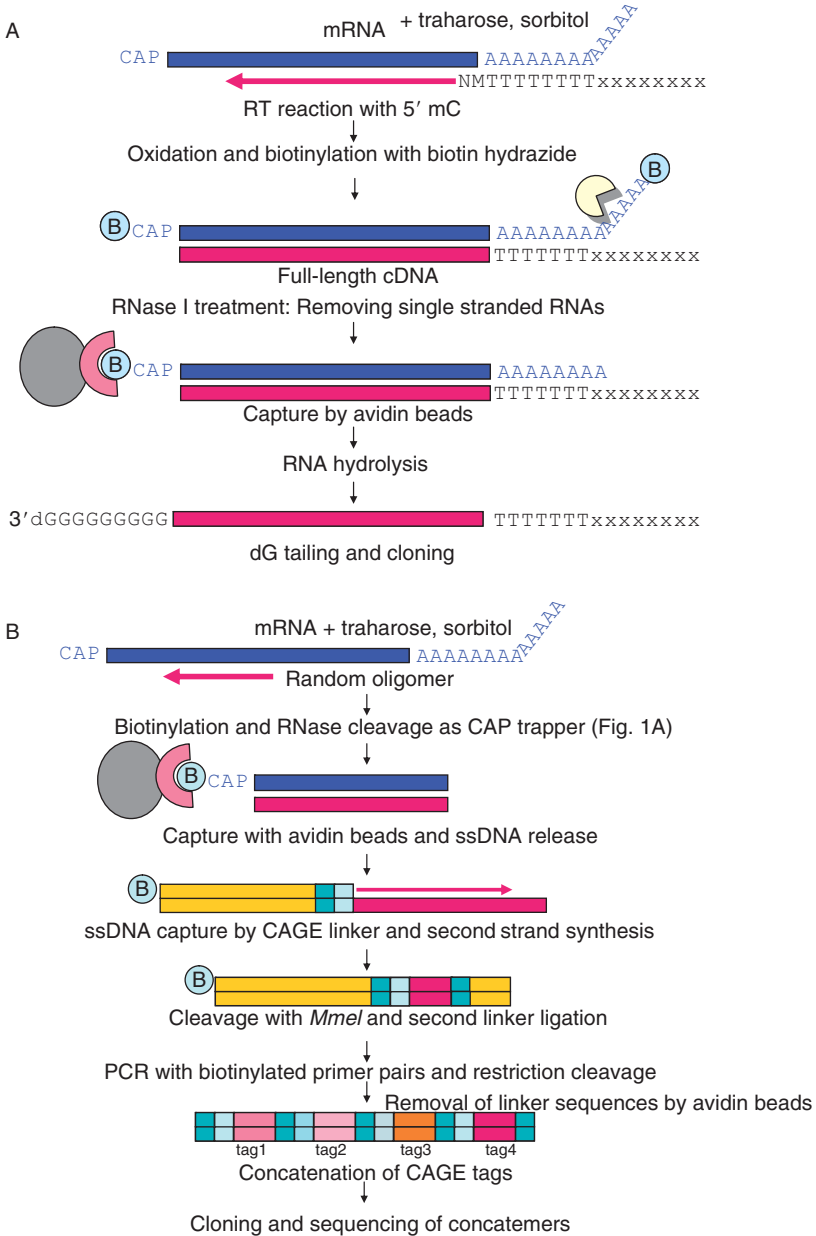 A
mRNA + traharose, sorbitol
CAP AAAAAAAAAAAAA
NMTTTTTTTTxxxxxxxx
RT reaction with 5′ mC
Oxidation and biotinylation with biotin hydrazide
B
B CAP AAAAAAAAAAAAA
TTTTTTTxxxxxxxx
Full-length cDNA
RNase I treatment: Removing single stranded RNAs
B CAP AAAAAAAA
TTTTTTTxxxxxxxx
Capture by avidin beads
RNA hydrolysis
3′dGGGGGGGGGG TTTTTTTxxxxxxxx
dG tailing and cloning
B
mRNA + traharose, sorbitol
CAP AAAAAAAAAAAAA
Random oligomer
Biotinylation and RNase cleavage as CAP trapper (Fig. 1A)
B CAP
Capture with avidin beads and ssDNA release
B
ssDNA capture by CAGE linker and second strand synthesis
B
Cleavage with MmeI and second linker ligation
PCR with biotinylated primer pairs and restriction cleavage
Removal of linker sequences by avidin beads
tag1 tag2 tag3 tag4
Concatenation of CAGE tags
Cloning and sequencing of concatemers